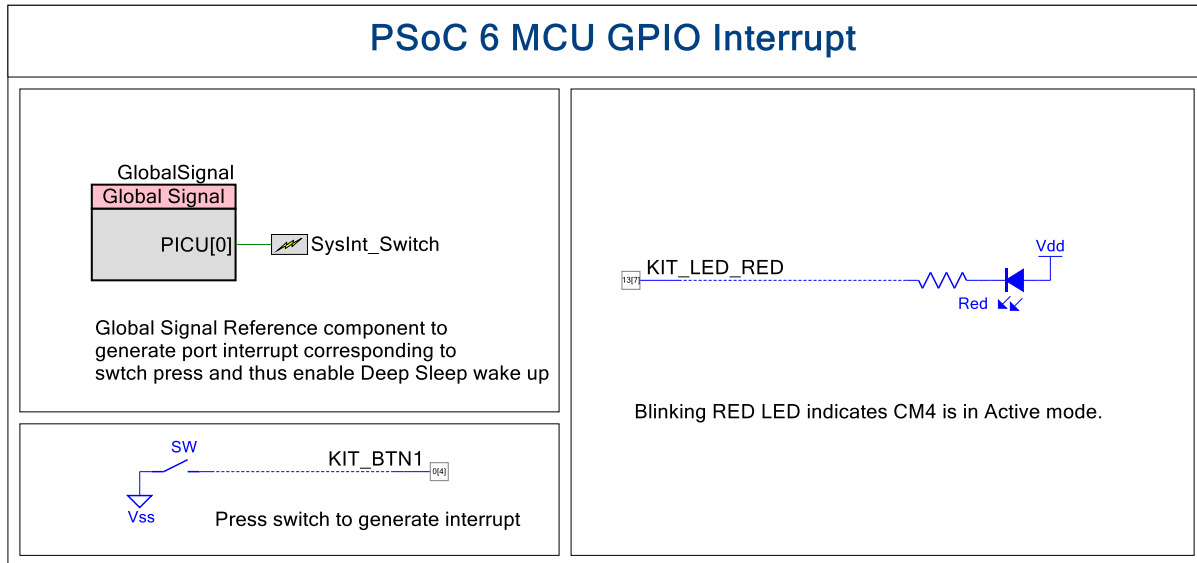 PSoC 6 MCU GPIO Interrupt
GlobalSignal
Global Signal
PICU[0]
SysInt_Switch
Global Signal Reference component to
generate port interrupt corresponding to
swtch press and thus enable Deep Sleep wake up
SW
KIT_BTN1
0[4]
Vss
Press switch to generate interrupt
Vdd
KIT_LED_RED
13[7]
Red
Blinking RED LED indicates CM4 is in Active mode.